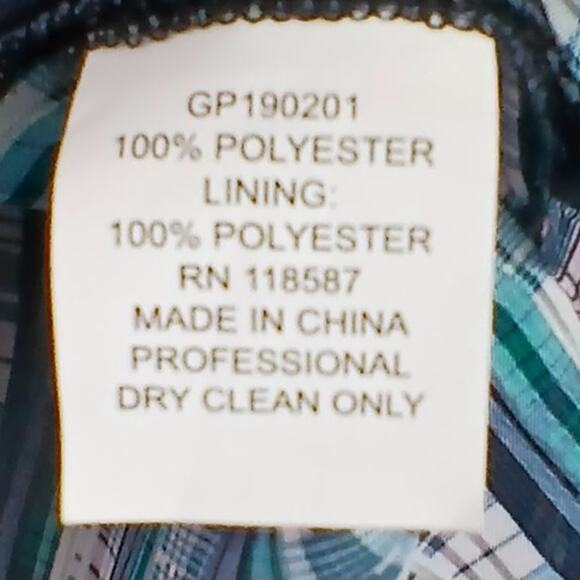 GP190201
100% POLYESTER
LINING:
100% POLYESTER
RN 118587
MADE IN CHINA
PROFESSIONAL
DRY CLEAN ONLY